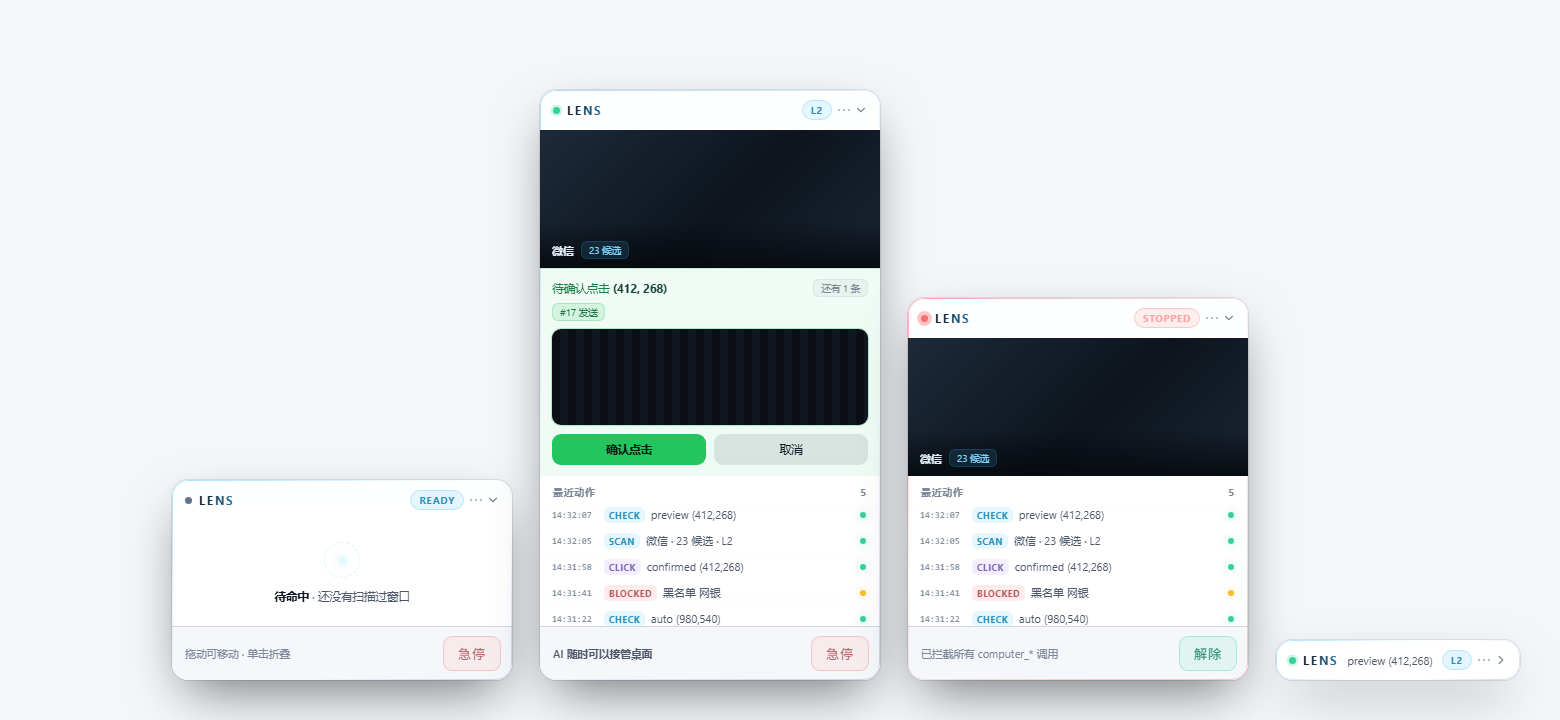 LENS READY ···
待命中 · 还没有扫描过窗口
拖动可移动 · 单击折叠 急停
LENS L2 ···
微信 23 候选
待确认点击 (412, 268) 还有 1 条
#17 发送
确认点击 取消
最近动作 5
14:32:07 CHECK preview (412,268)
14:32:05 SCAN 微信 · 23 候选 · L2
14:31:58 CLICK confirmed (412,268)
14:31:41 BLOCKED 黑名单 网银
14:31:22 CHECK auto (980,540)
AI 随时可以接管桌面 急停
LENS STOPPED ···
微信 23 候选
最近动作 5
14:32:07 CHECK preview (412,268)
14:32:05 SCAN 微信 · 23 候选 · L2
14:31:58 CLICK confirmed (412,268)
14:31:41 BLOCKED 黑名单 网银
14:31:22 CHECK auto (980,540)
已拦截所有 computer_* 调用 解除
LENS preview (412,268) L2 ···